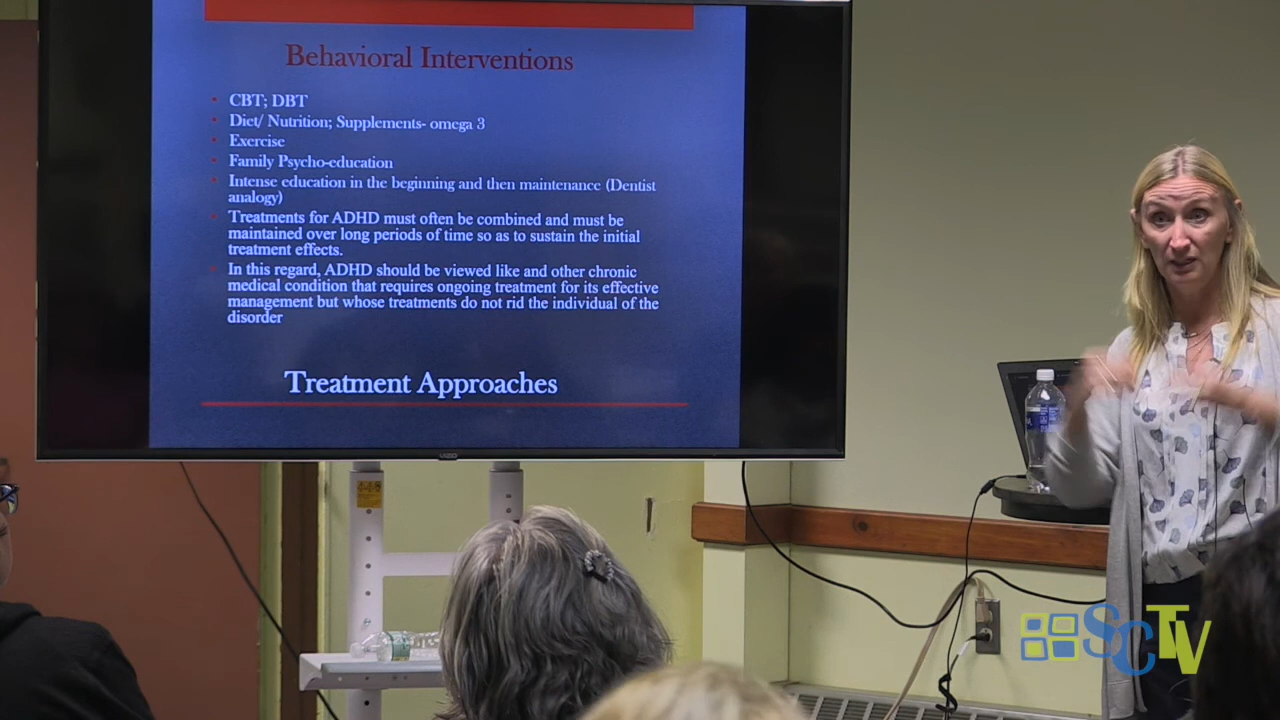 Behavioral Interventions
• CBT; DBT
• Diet/ Nutrition; Supplements- omega 3
• Exercise
• Family Psycho-education
• Intense education in the beginning and then maintenance (Dentist
analogy)
• Treatments for ADHD must often be combined and must be
maintained over long periods of time so as to sustain the initial
treatment effects.
• In this regard, ADHD should be viewed like and other chronic
medical condition that requires ongoing treatment for its effective
management but whose treatments do not rid the individual of the
disorder
Treatment Approaches
VIZIO
SCTV